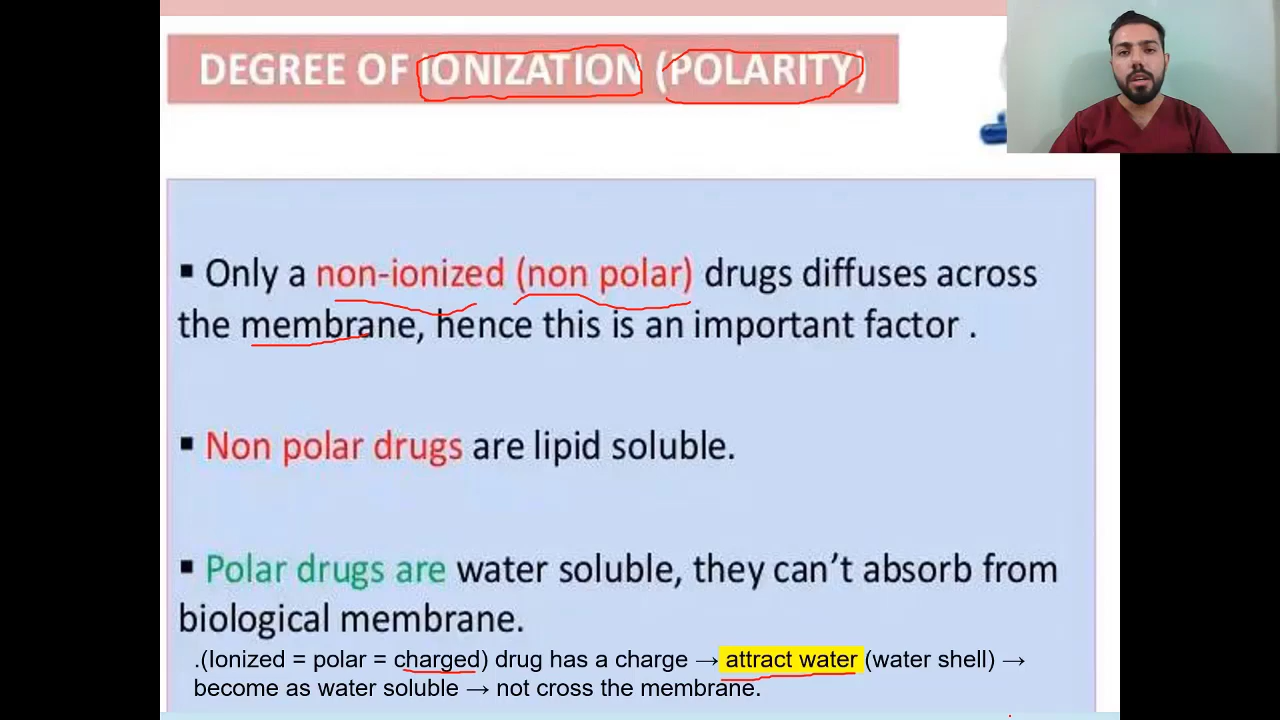 DEGREE OF IONIZATION (POLARITY)
▪ Only a non-ionized (non polar) drugs diffuses across
the membrane, hence this is an important factor .
▪ Non polar drugs are lipid soluble.
▪ Polar drugs are water soluble, they can’t absorb from
biological membrane.
.(Ionized = polar = charged) drug has a charge → attract water (water shell) →
become as water soluble → not cross the membrane.